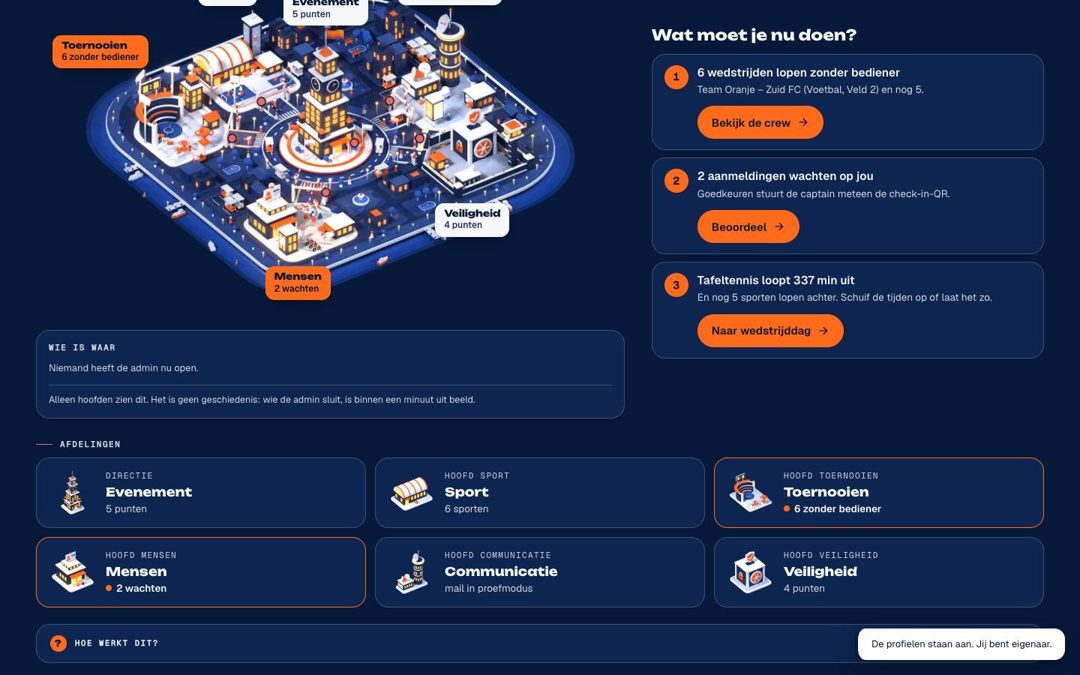 Evenement
5 punten
Toernooien
6 zonder bediener
Veiligheid
4 punten
Mensen
2 wachten
Wat moet je nu doen?
1
6 wedstrijden lopen zonder bediener
Team Oranje – Zuid FC (Voetbal, Veld 2) en nog 5.
Bekijk de crew →
2
2 aanmeldingen wachten op jou
Goedkeuren stuurt de captain meteen de check-in-QR.
Beoordeel →
3
Tafeltennis loopt 337 min uit
En nog 5 sporten lopen achter. Schuif de tijden op of laat het zo.
Naar wedstrijddag →
WIE IS WAAR
Niemand heeft de admin nu open.
Alleen hoofden zien dit. Het is geen geschiedenis: wie de admin sluit, is binnen een minuut uit beeld.
AFDELINGEN
DIRECTIE
Evenement
5 punten
HOOFD SPORT
Sport
6 sporten
HOOFD TOERNOOIEN
Toernooien
6 zonder bediener
HOOFD MENSEN
Mensen
2 wachten
HOOFD COMMUNICATIE
Communicatie
mail in proefmodus
HOOFD VEILIGHEID
Veiligheid
4 punten
? HOE WERKT DIT?
De profielen staan aan. Jij bent eigenaar.